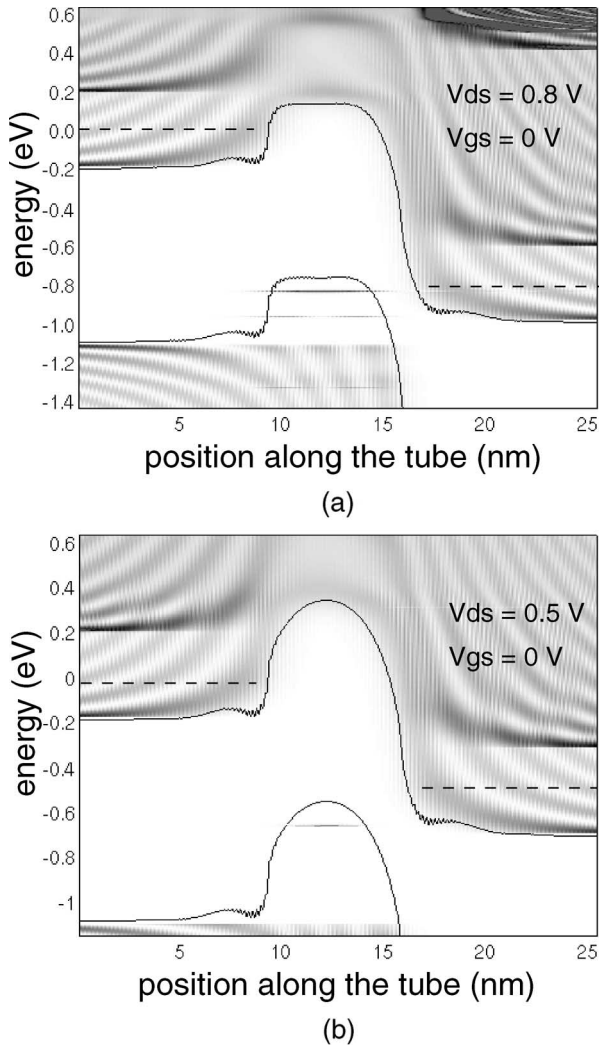 0.6
0.4
0.2
0.0
-0.2
-0.4
-0.6
-0.8
-1.0
-1.2
-1.4
energy (eV)
Vds = 0.8 V
Vgs = 0 V
5 10 15 20 25
position along the tube (nm)
(a)
0.6
0.4
0.2
0
-0.2
-0.4
-0.6
-0.8
-1
energy (eV)
Vds = 0.5 V
Vgs = 0 V
5 10 15 20 25
position along the tube (nm)
(b)